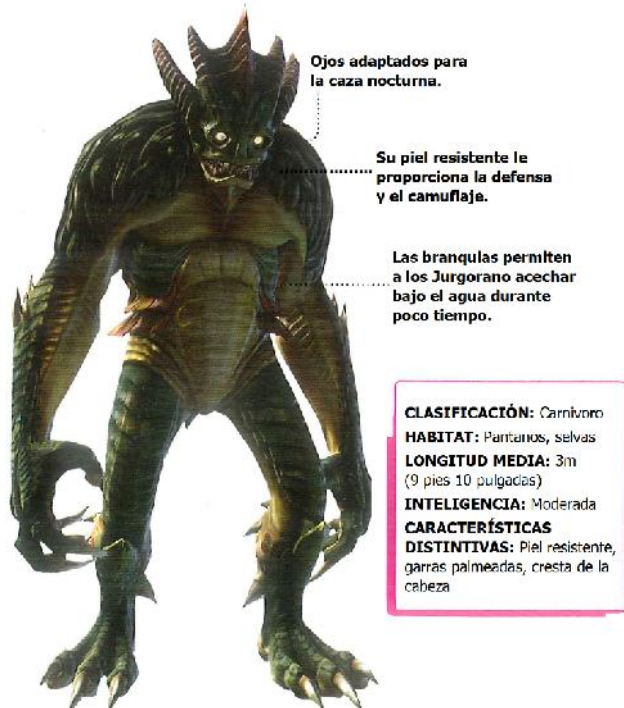 Ojos adaptados para
la caza nocturna.
Su piel resistente le
proporciona la defensa
y el camuflaje.
Las branquias permiten
a los Jurgorano acechar
bajo el agua durante
poco tiempo.
CLASIFICACIÓN: Carnívoro
HABITAT: Pantanos, selvas
LONGITUD MEDIA: 3m
(9 pies 10 pulgadas)
INTELIGENCIA: Moderada
CARACTERÍSTICAS
DISTINTIVAS: Piel resistente,
garras palmeadas, cresta de la
cabeza